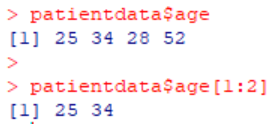 > patientdata$age
[1] 25 34 28 52
>
> patientdata$age[1:2]
[1] 25 34